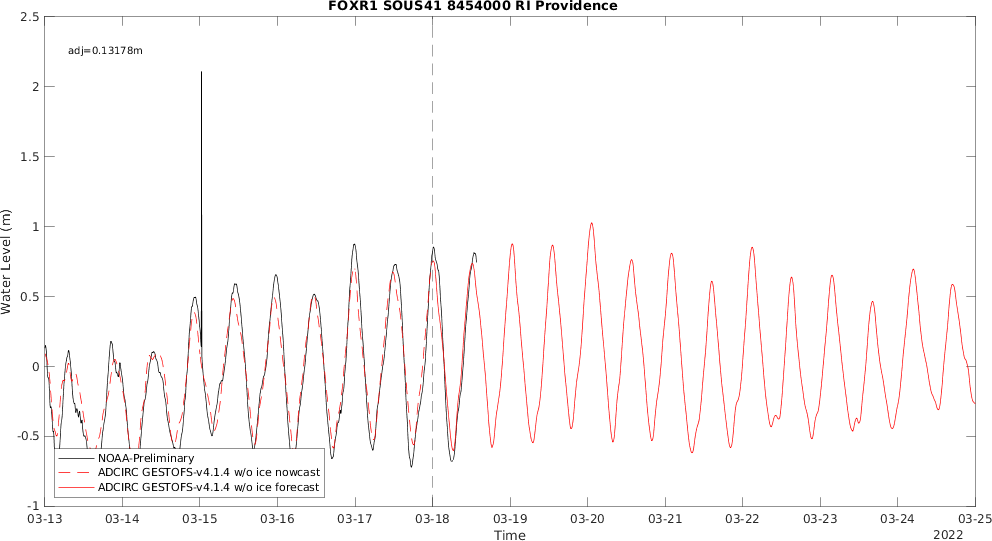 FOXR1 SOUS41 8454000 RI Providence
adj=0.13178m
2.5
2
1.5
1
0.5
0
-0.5
-1
Water Level (m)
NOAA-Preliminary
ADCIRC GESTOFS-v4.1.4 w/o ice nowcast
ADCIRC GESTOFS-v4.1.4 w/o ice forecast
03-13 03-14 03-15 03-16 03-17 03-18 03-19 03-20 03-21 03-22 03-23 03-24 03-25
Time
2022